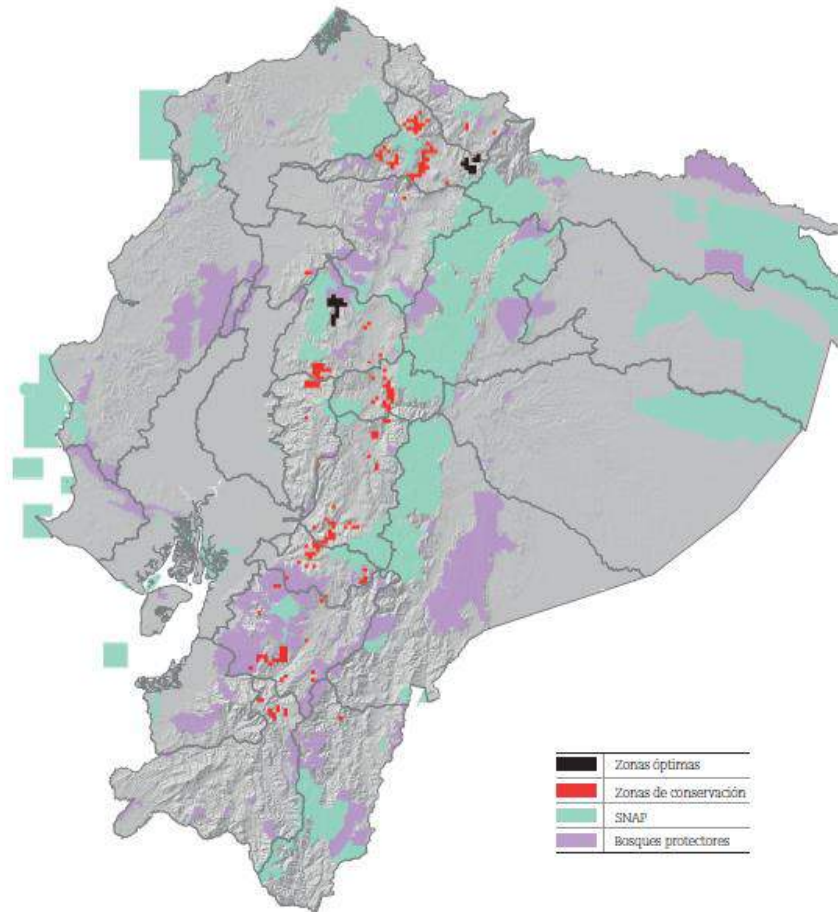 Zonas óptimas
Zonas de conservación
SNAP
Bosques protectores